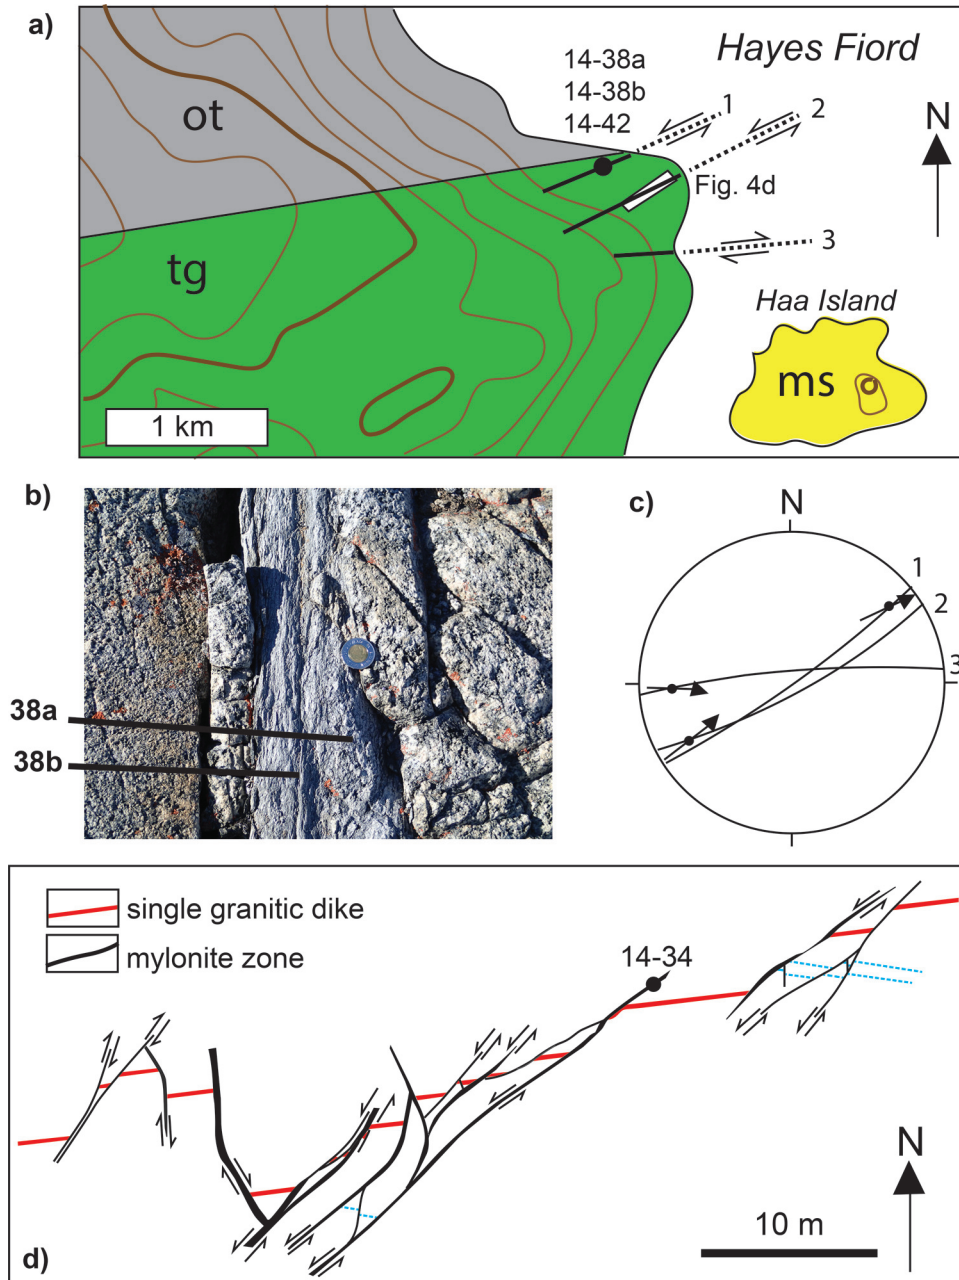 a)
Hayes Fiord
14-38a
14-38b
14-42
1
2
N
ot
Fig. 4d
3
tg
Haa Island
ms
1 km
b)
38a
38b
c)
N
1
2
3
single granitic dike
mylonite zone
14-34
N
10 m
d)